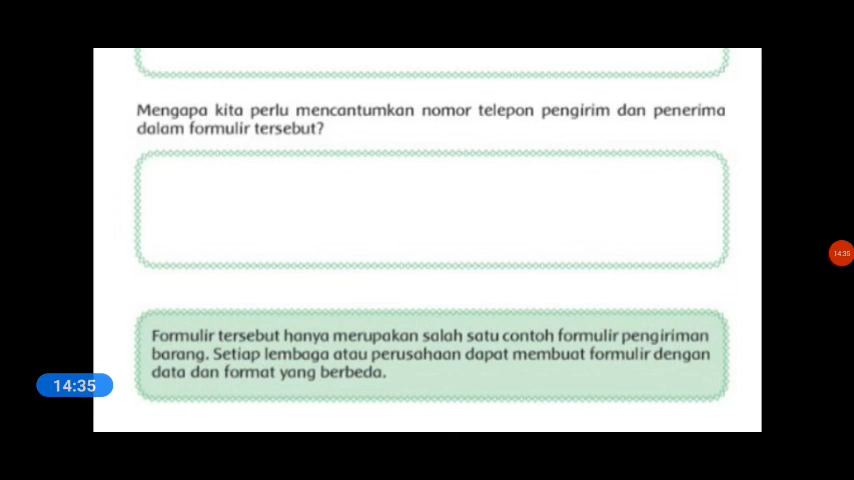 Mengapa kita perlu mencantumkan nomor telepon pengirim dan penerima
dalam formulir tersebut?
14:35
Formulir tersebut hanya merupakan salah satu contoh formulir pengiriman
barang. Setiap lembaga atau perusahaan dapat membuat formulir dengan
data dan format yang berbeda.
14:35